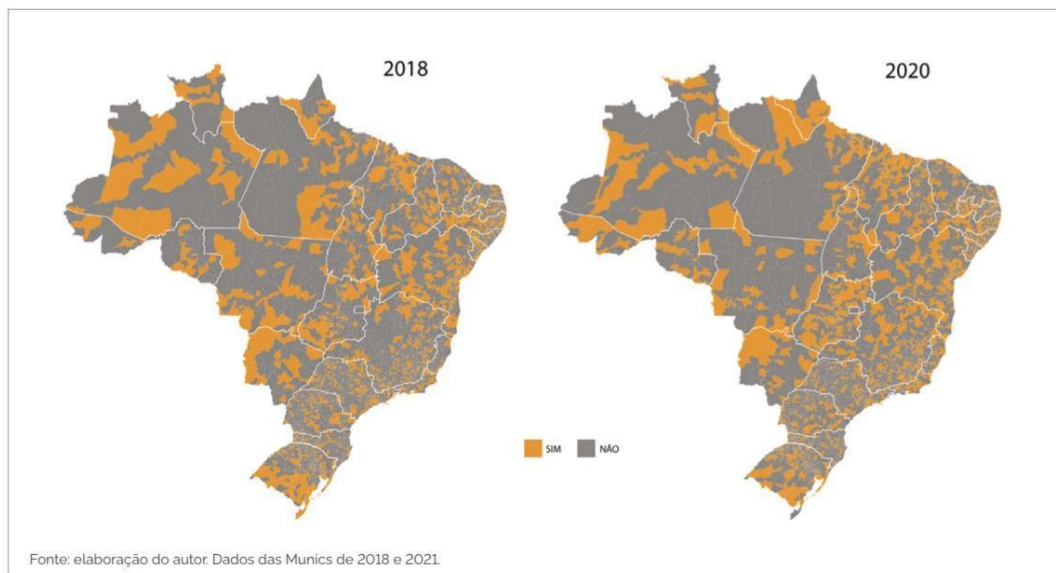 2018
2020
SIM
NÃO
Fonte: elaboração do autor. Dados das Munics de 2018 e 2021.